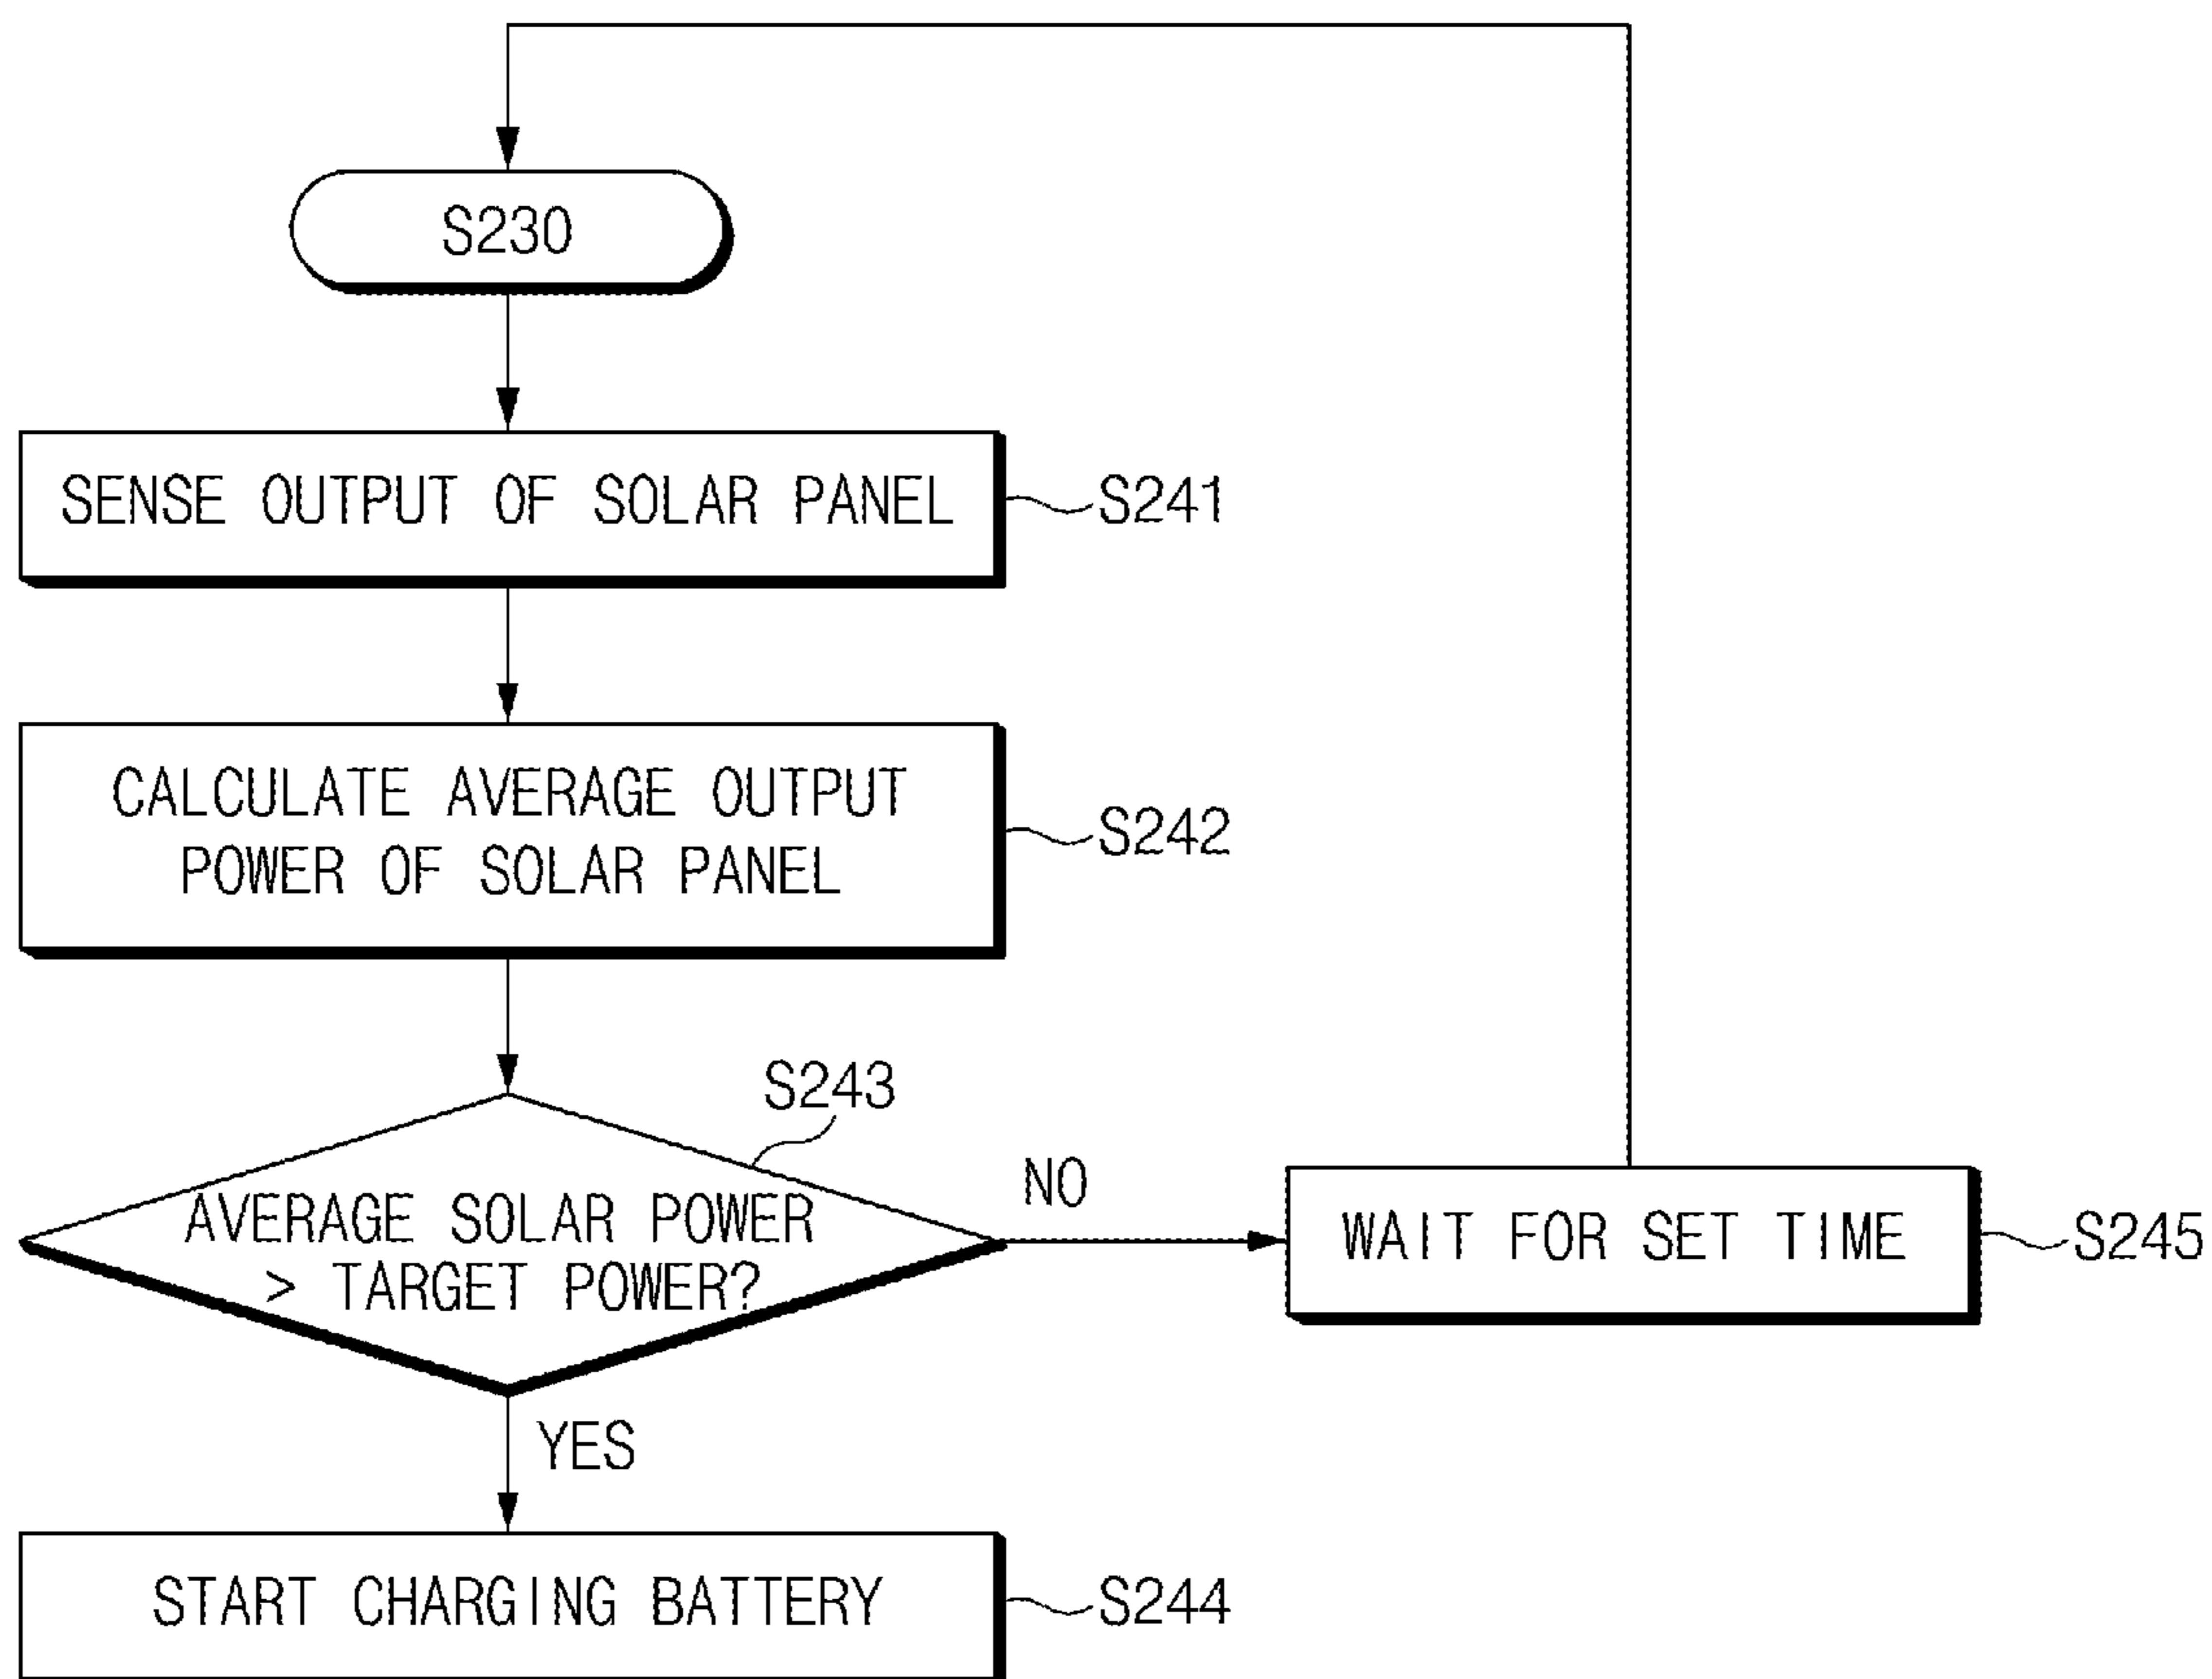 S230
SENSE OUTPUT OF SOLAR PANEL
S241
CALCULATE AVERAGE OUTPUT
POWER OF SOLAR PANEL
S242
S243
AVERAGE SOLAR POWER
> TARGET POWER?
NO
WAIT FOR SET TIME
S245
YES
START CHARGING BATTERY
S244